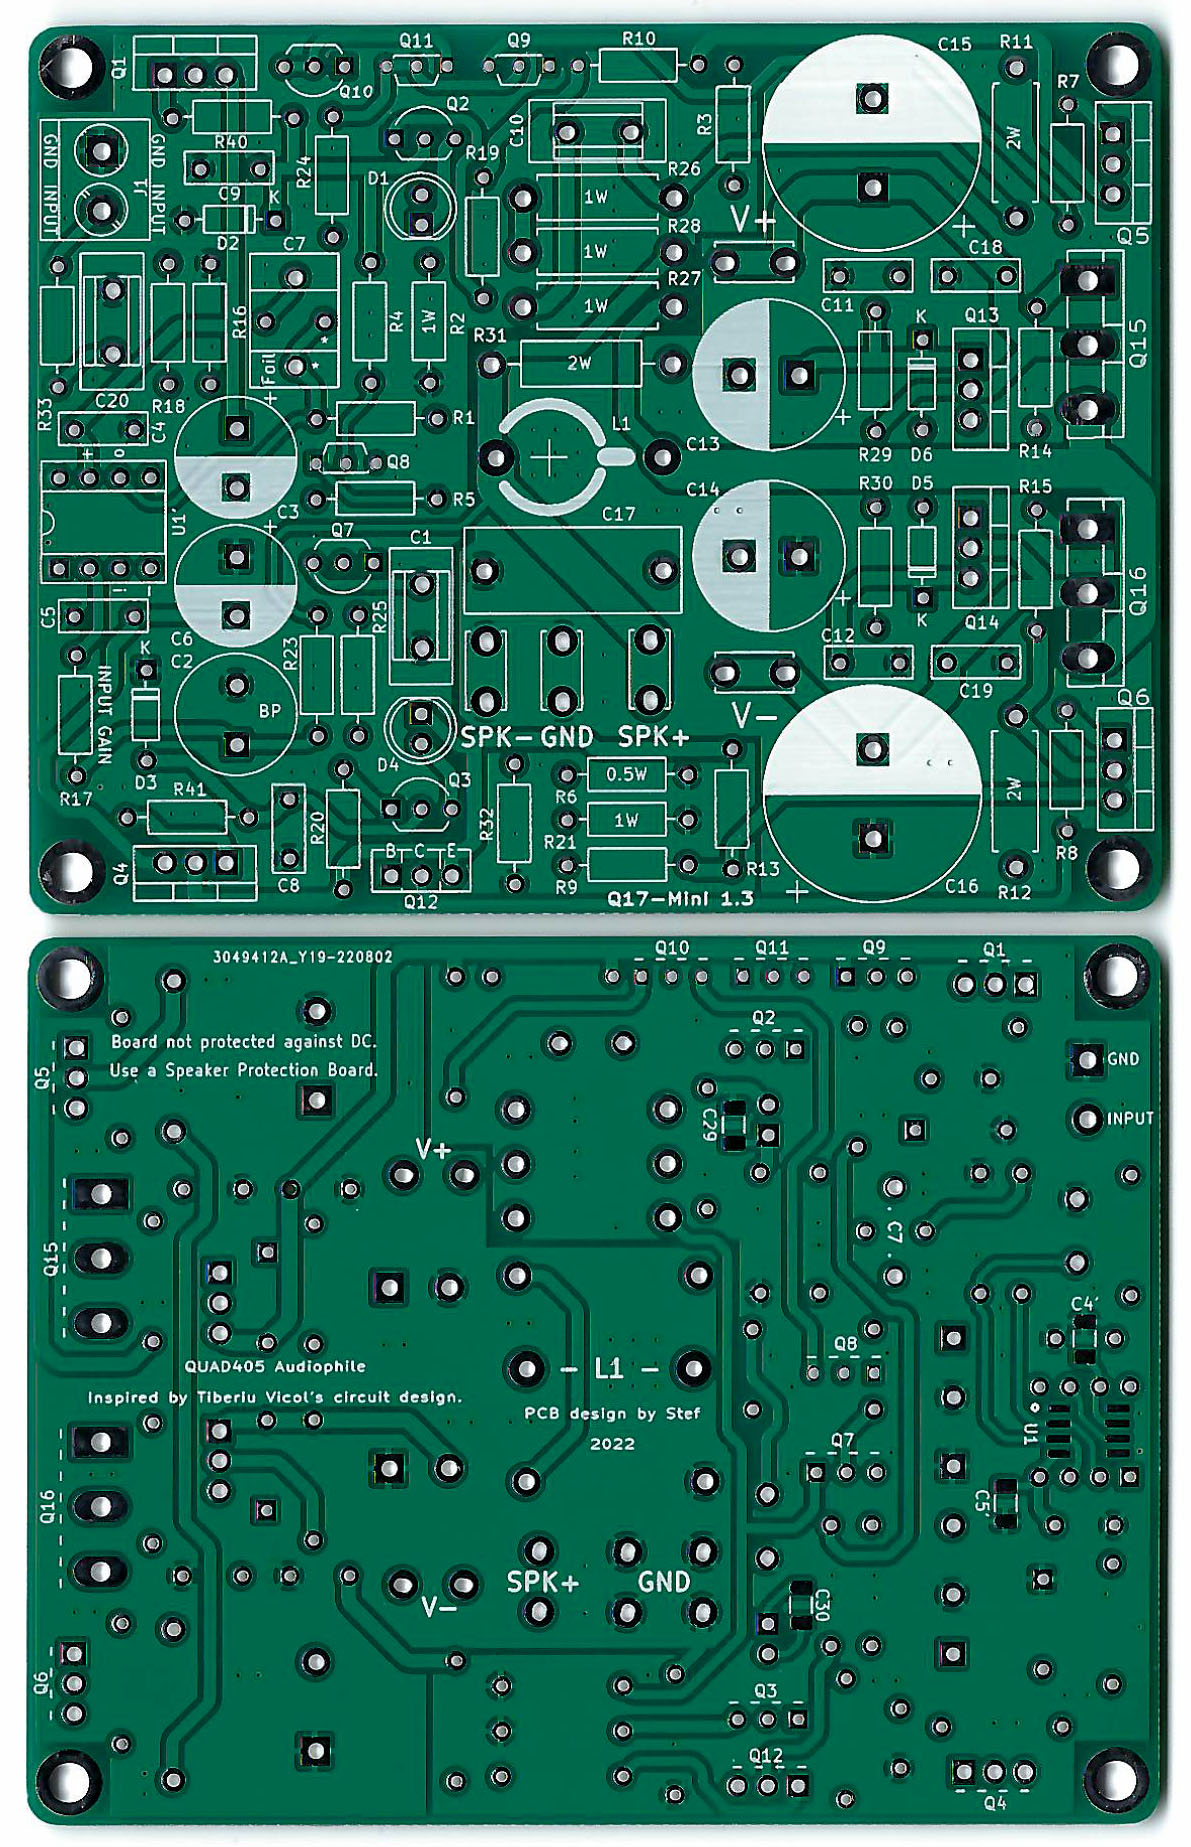 Q1
Q10
Q11
Q9
R10
C15
R11
R7
Q2
C10
R3
2W
R40
R24
R19
R26
GND
INPUT
GND
INPUT
J1
C9
K
D1
1W
D2
V+
R28
Q5
1W
C7
C11
C18
R27
R33
C20
R18
R16
R4
1W
R2
1W
R31
K
Q13
Q15
Foil
*
*
2W
+
C4
R1
L1
C13
+
R29
D6
R14
+
o
Q8
C14
R30
D5
R15
U1'
R5
C3
+
C17
Q7
C1
i
-
C5
C6
R25
+
K
Q14
Q16
C12
C2
R23
C19
K
INPUT GAIN
BP
V-
Q6
D4
SPK-
GND
SPK+
R17
D3
R41
Q3
0.5W
R6
2W
R20
R32
R21
1W
R8
Q4
C8
B
C
E
Q12
R9
R13
+
C16
R12
Q17-Mini 1.3
3049412A_Y19-220802
Q10
Q11
Q9
Q1
Board not protected against DC.
Use a Speaker Protection Board.
Q5
Q2
GND
C29
INPUT
V+
C7
Q15
C4'
Q8
QUAD405 Audiophile
- L1 -
Inspired by Tiberiu Vicol's circuit design.
PCB design by Stef
2022
U1
Q7
Q16
C5'
SPK+
GND
V-
C30
Q6
Q3
Q12
Q4